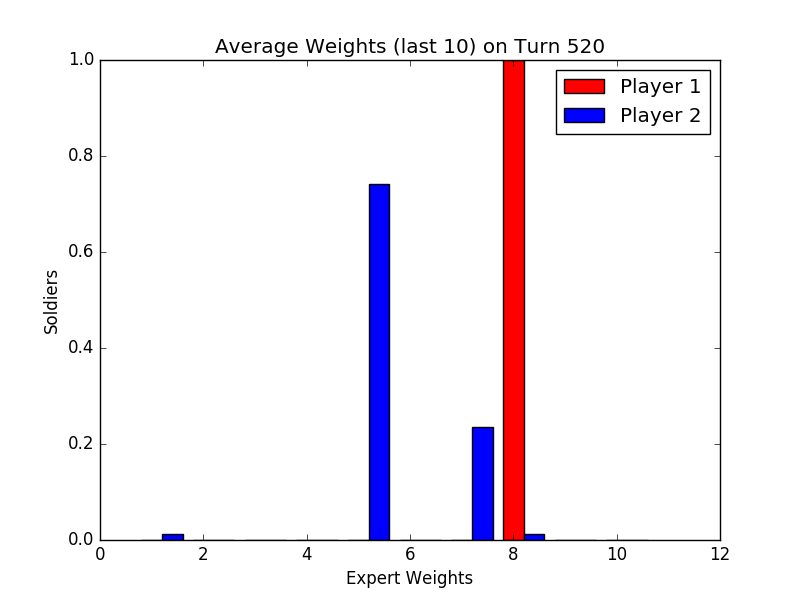 Average Weights (last 10) on Turn 520
1.0
0.8
0.6
0.4
0.2
0.0
Soldiers
Player 1
Player 2
0 2 4 6 8 10 12
Expert Weights